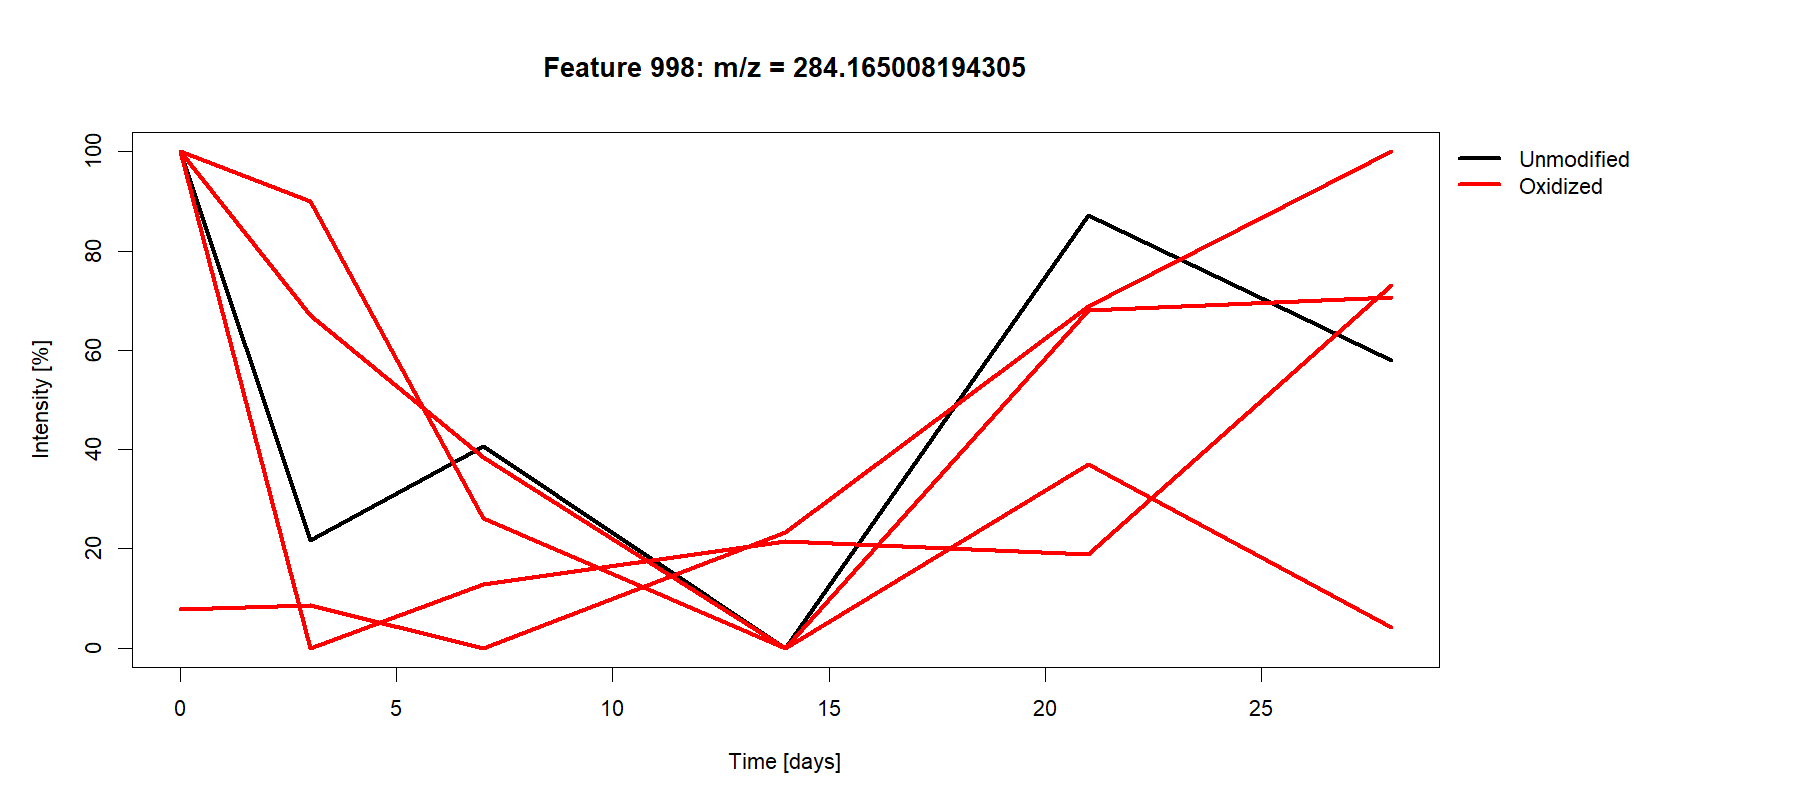 Feature 998: m/z = 284.165008194305
Unmodified
Oxidized
Intensity [%]
100
80
60
40
20
0
0 5 10 15 20 25
Time [days]